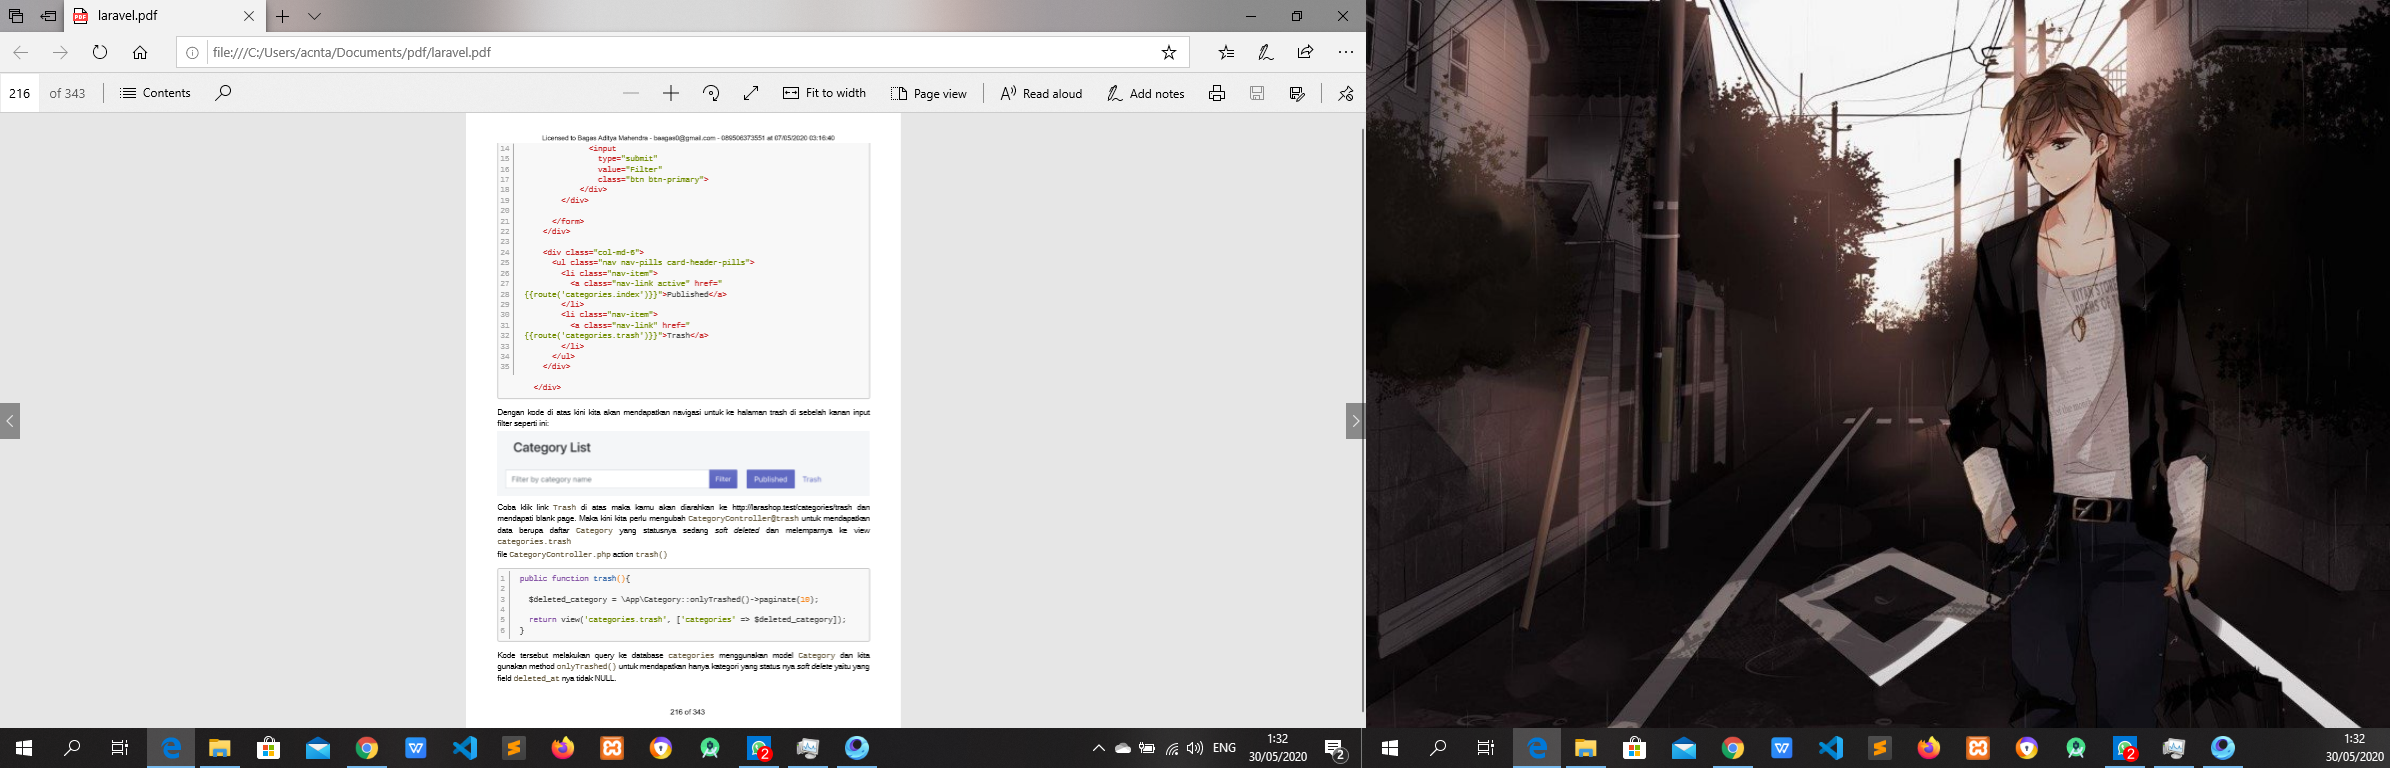 laravel.pdf
file:///C:/Users/acnta/Documents/pdf/laravel.pdf
216 of 343
Contents
Fit to width
Page view
Read aloud
Add notes
Licensed to Bagas Aditya Mahendra - baagas0@gmail.com - 089506373551 at 07/05/2020 03:16:40
14 <input
15 type="submit"
16 value="Filter"
17 class="btn btn-primary">
18 </div>
19 </div>
20
21 </form>
22 </div>
23
24 <div class="col-md-6">
25 <ul class="nav nav-pills card-header-pills">
26 <li class="nav-item">
27 <a class="nav-link active" href="
28 {{route('categories.index')}}">Published</a>
29 </li>
30 <li class="nav-item">
31 <a class="nav-link" href="
32 {{route('categories.trash')}}">Trash</a>
33 </li>
34 </ul>
35 </div>
</div>
Dengan kode di atas kini kita akan mendapatkan navigasi untuk ke halaman trash di sebelah kanan input
filter seperti ini:
Category List
Filter by category name
Filter
Published
Trash
Coba klik link Trash di atas maka kamu akan diarahkan ke http://larashop.test/categories/trash dan
mendapati blank page. Maka kini kita perlu mengubah CategoryController@trash untuk mendapatkan
data berupa daftar Category yang statusnya sedang soft deleted dan melemparnya ke view
categories.trash
file CategoryController.php action trash()
1 public function trash(){
2
3 $deleted_category = \App\Category::onlyTrashed()->paginate(10);
4
5 return view('categories.trash', ['categories' => $deleted_category]);
6 }
Kode tersebut melakukan query ke database categories menggunakan model Category dan kita
gunakan method onlyTrashed() untuk mendapatkan hanya kategori yang status nya soft delete yaitu yang
field deleted_at nya tidak NULL.
216 of 343
2
ENG
1:32
30/05/2020
2
2
1:32
30/05/2020